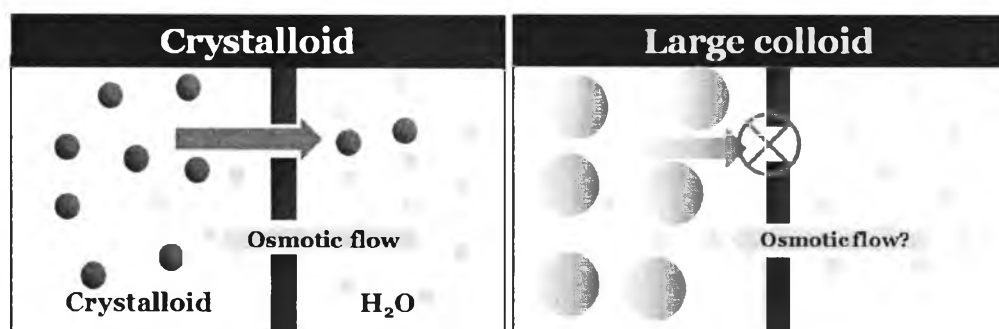 Crystalloid
Osmotic flow
Crystalloid
H₂O
Large colloid
Osmotic flow?